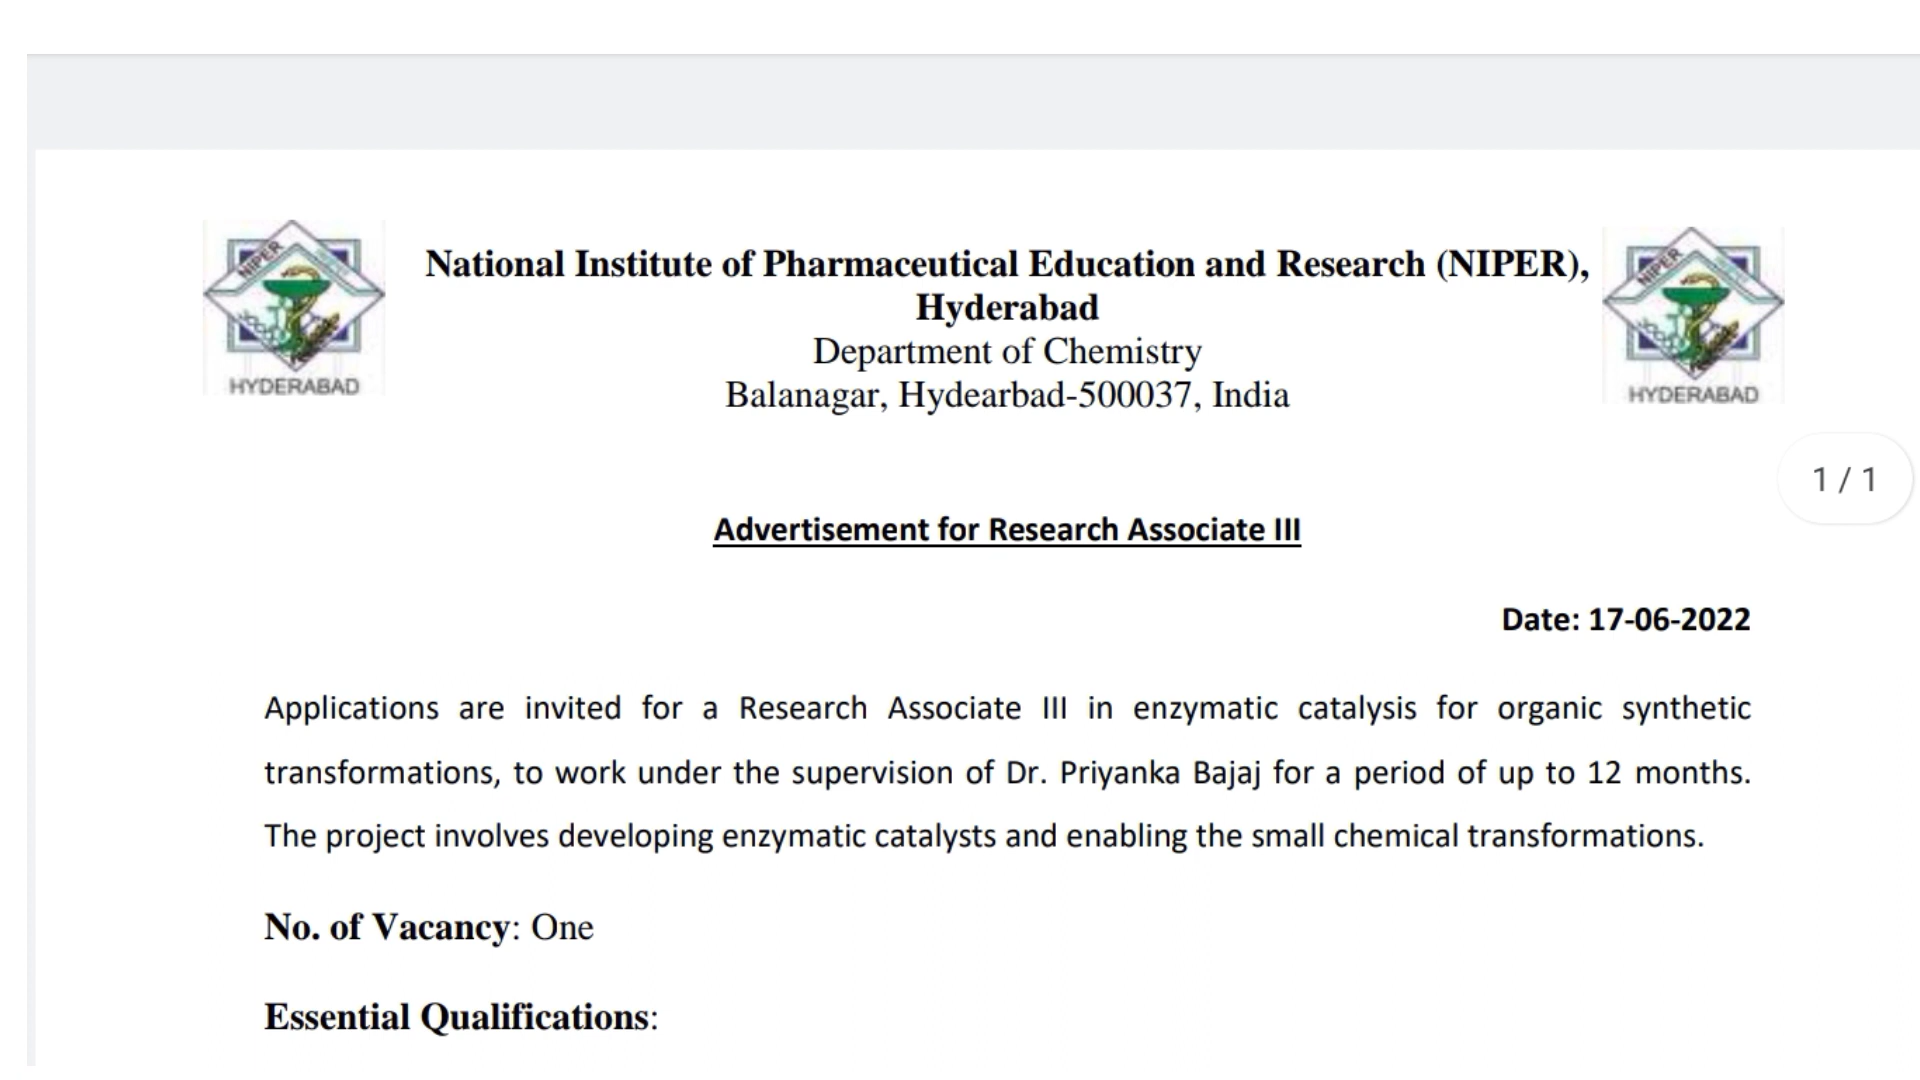 NIPER
HYDERABAD
National Institute of Pharmaceutical Education and Research (NIPER),
Hyderabad
Department of Chemistry
Balanagar, Hydearbad-500037, India
NIPER
HYDERABAD
1 / 1
Advertisement for Research Associate III
Date: 17-06-2022
Applications are invited for a Research Associate III in enzymatic catalysis for organic synthetic
transformations, to work under the supervision of Dr. Priyanka Bajaj for a period of up to 12 months.
The project involves developing enzymatic catalysts and enabling the small chemical transformations.
No. of Vacancy: One
Essential Qualifications: